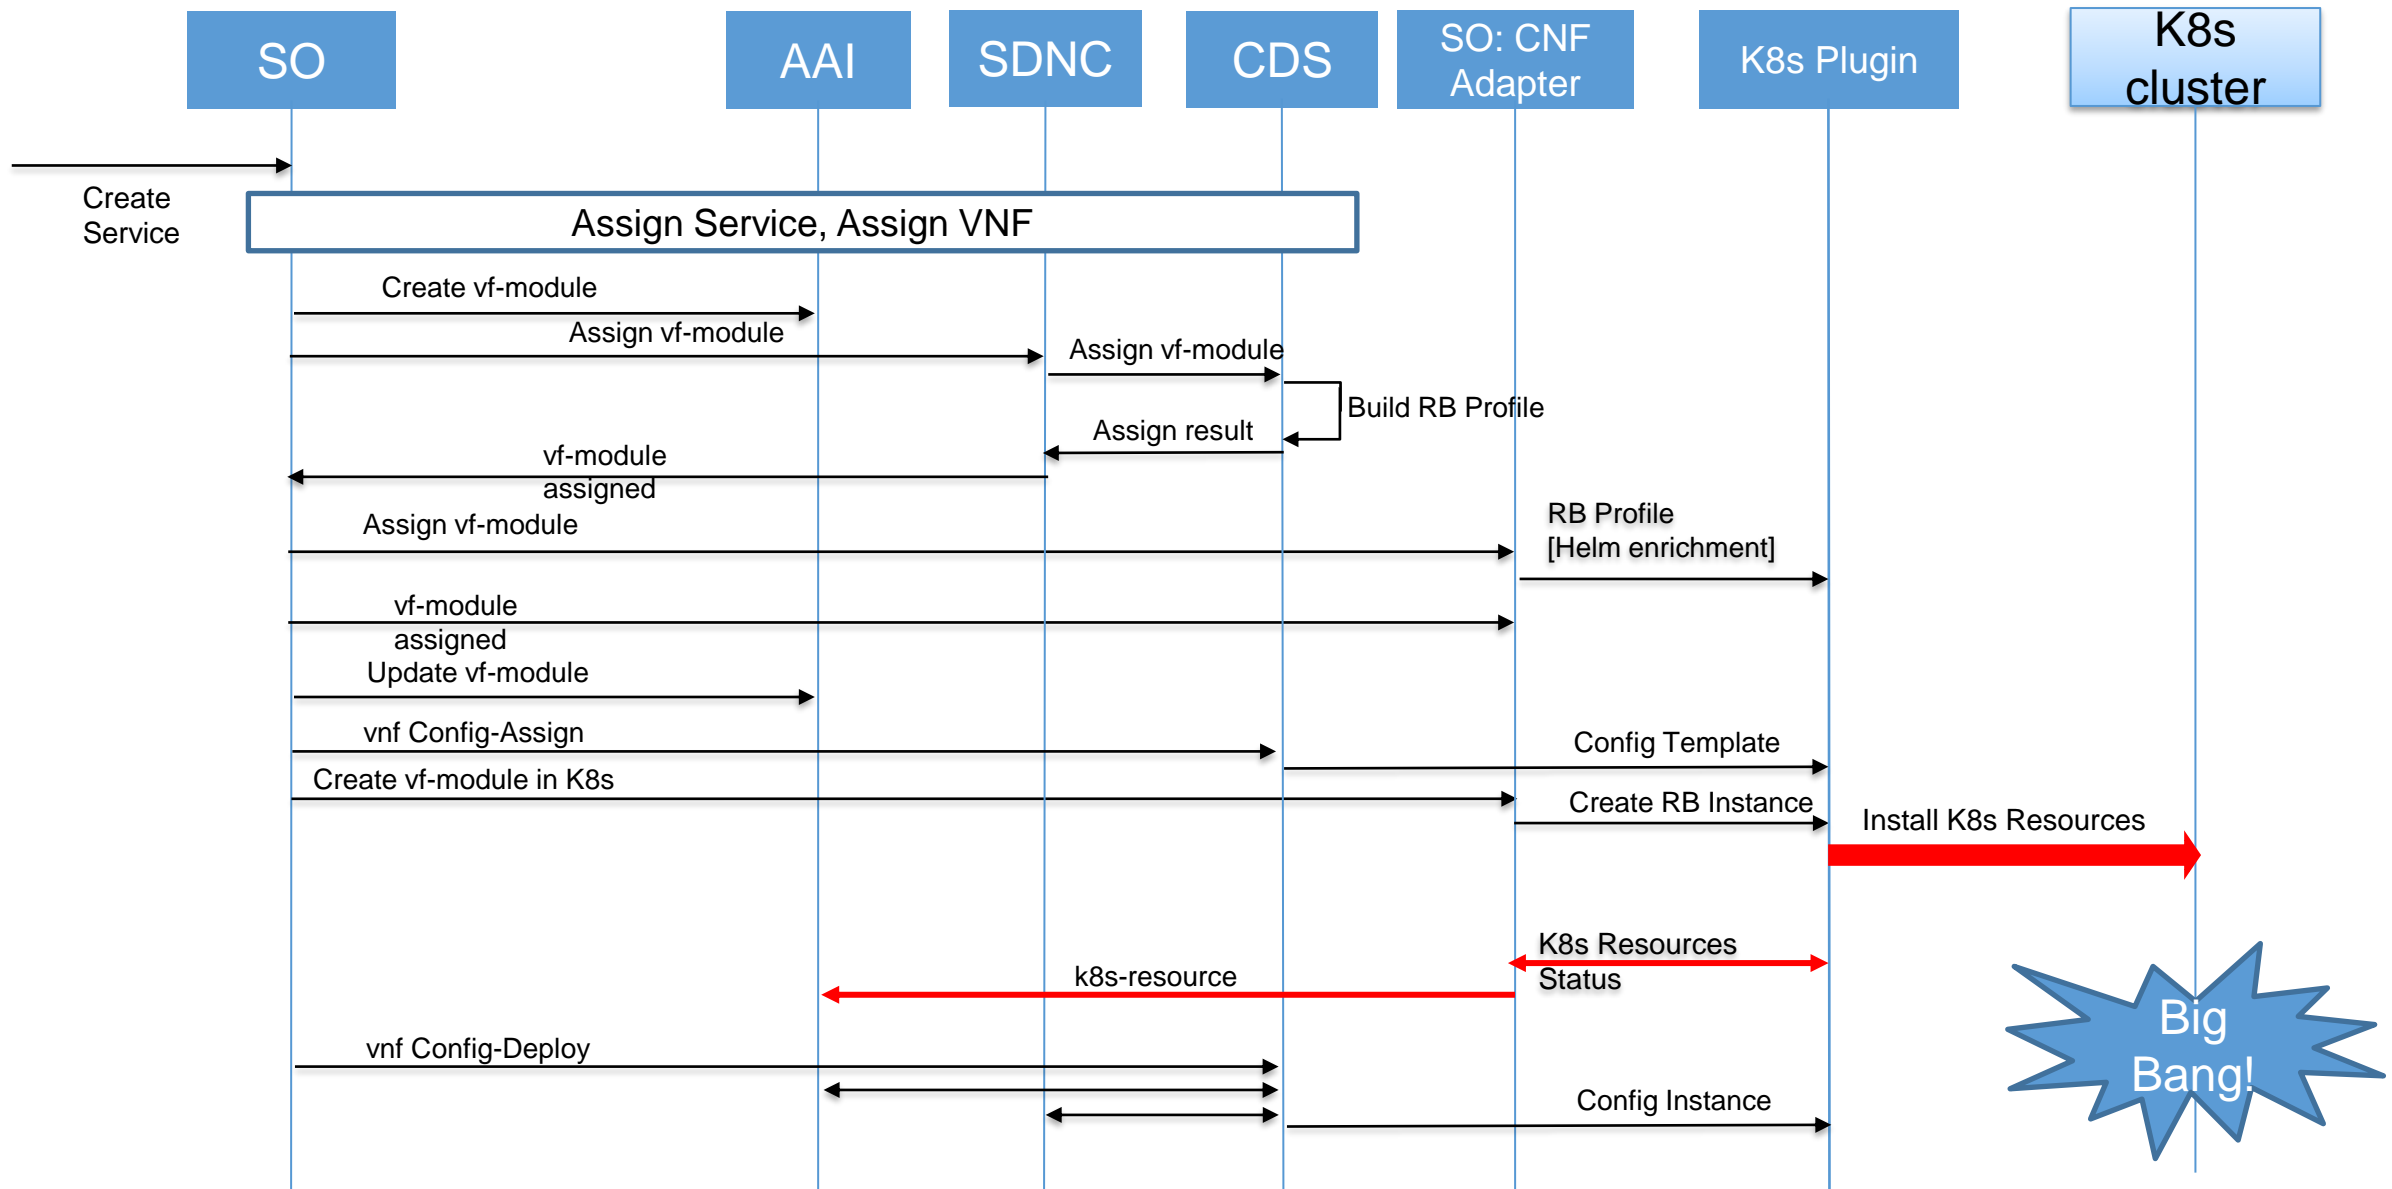 SO
AAI
SDNC
CDS
SO: CNF
Adapter
K8s Plugin
K8s
cluster
Create
Service
Assign Service, Assign VNF
Create vf-module
Assign vf-module
Assign vf-module
Build RB Profile
Assign result
vf-module
assigned
Assign vf-module
RB Profile
[Helm enrichment]
vf-module
assigned
Update vf-module
vnf Config-Assign
Config Template
Create vf-module in K8s
Create RB Instance
Install K8s Resources
K8s Resources
Status
k8s-resource
Big
Bang!
vnf Config-Deploy
Config Instance